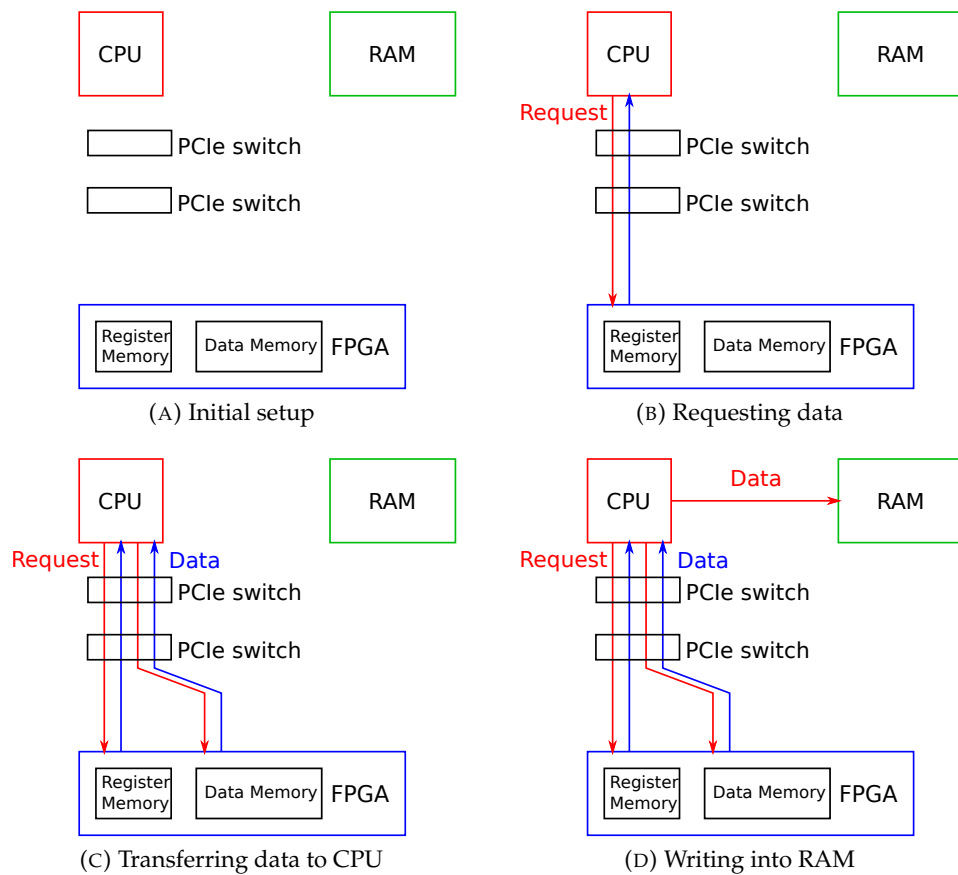 CPU
RAM
PCIe switch
PCIe switch
Register
Memory
Data Memory
FPGA
(A) Initial setup
CPU
RAM
Request
PCIe switch
PCIe switch
Register
Memory
Data Memory
FPGA
(B) Requesting data
CPU
RAM
Request
Data
PCIe switch
PCIe switch
Register
Memory
Data Memory
FPGA
(C) Transferring data to CPU
CPU
Data
RAM
Request
Data
PCIe switch
PCIe switch
Register
Memory
Data Memory
FPGA
(D) Writing into RAM